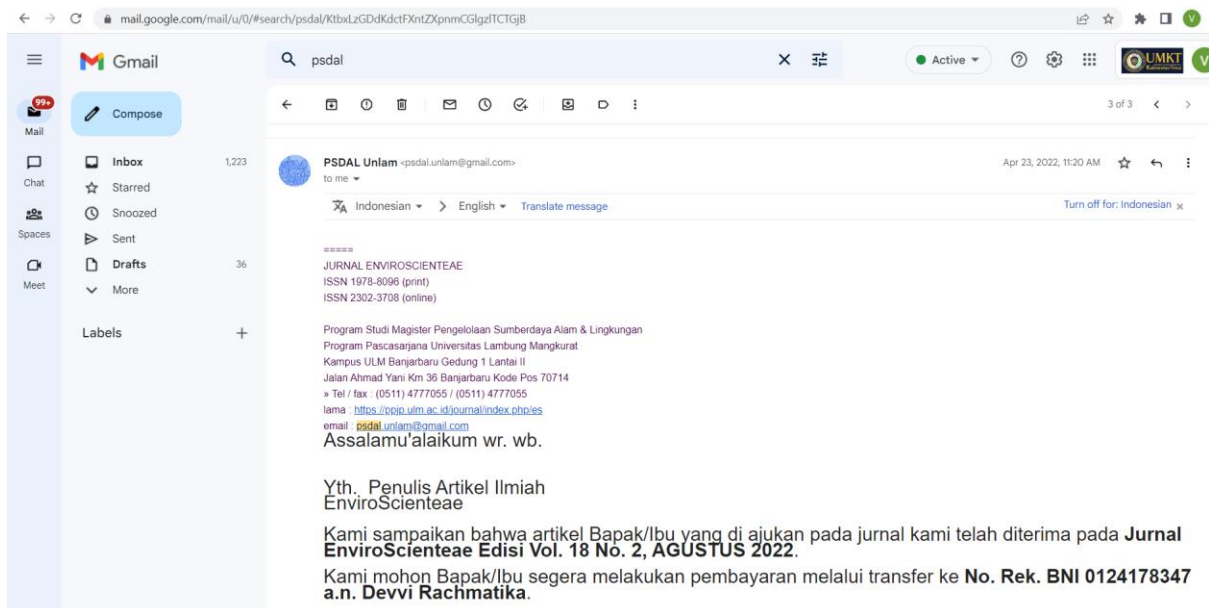 mail.google.com/mail/u/0/#search/psdal/KtbxLzGDdKdctFXntZXpnmCGlgzlTCTGjB
V
Gmail
psdal
Active
UMKT
V
99+
Mail
Compose
3 of 3
Chat
Inbox 1,223
Starred
Snoozed
Spaces
Sent
Drafts 36
Meet
More
Labels
PSDAL Unlam <psdal.unlam@gmail.com> Apr 23, 2022, 11:20 AM
to me
Indonesian > English Translate message Turn off for: Indonesian x
=====
JURNAL ENVIROSCIENTEAE
ISSN 1978-8096 (print)
ISSN 2302-3708 (online)
Program Studi Magister Pengelolaan Sumberdaya Alam & Lingkungan
Program Pascasarjana Universitas Lambung Mangkurat
Kampus ULM Banjarbaru Gedung 1 Lantai II
Jalan Ahmad Yani Km 36 Banjarbaru Kode Pos 70714
» Tel / fax : (0511) 4777055 / (0511) 4777055
lama : https://ppjp.ulm.ac.id/journal/index.php/es
email : psdal.unlam@gmail.com
Assalamu'alaikum wr. wb.
Yth. Penulis Artikel Ilmiah
EnviroScienteae
Kami sampaikan bahwa artikel Bapak/Ibu yang di ajukan pada jurnal kami telah diterima pada Jurnal
EnviroScienteae Edisi Vol. 18 No. 2, AGUSTUS 2022.
Kami mohon Bapak/Ibu segera melakukan pembayaran melalui transfer ke No. Rek. BNI 0124178347
a.n. Devvi Rachmatika.